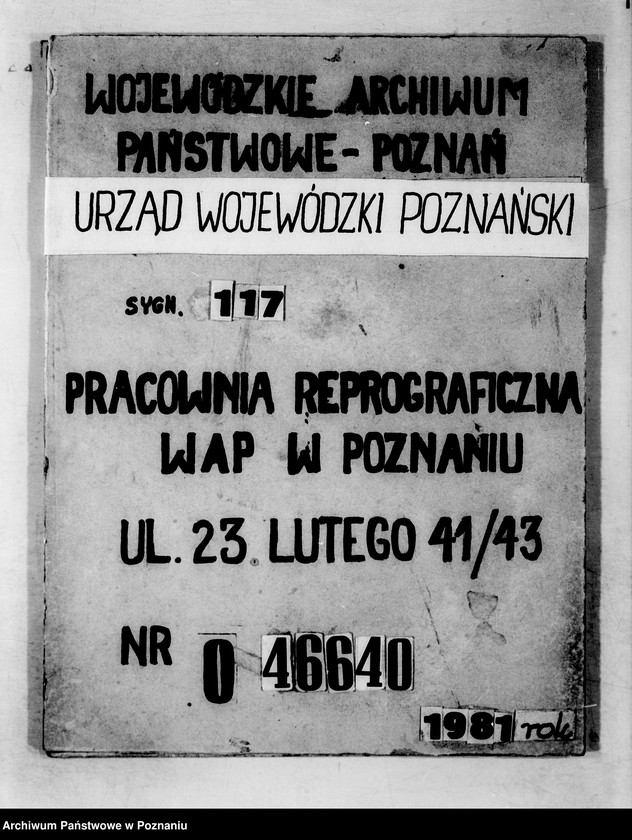 WOJEWÓDZKIE ARCHIWUM
PAŃSTWOWE - POZNAŃ
URZĄD WOJEWÓDZKI POZNAŃSKI
SYGN. 117
PRACOWNIA REPROGRAFICZNA
WAP W POZNANIU
UL. 23 LUTEGO 41/43
NR 0 46640
1981 rok
Archiwum Państwowe w Poznaniu